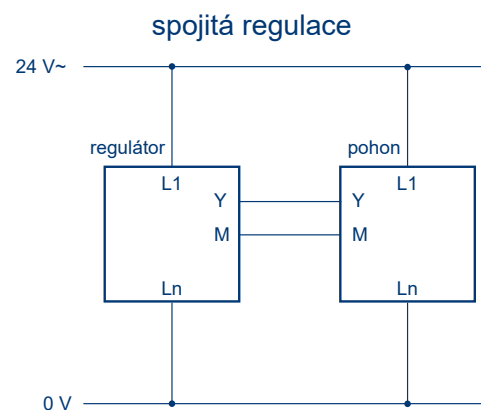 spojitá regulace
24 V~
regulátor
pohon
L1
L1
Y
Y
M
M
Ln
Ln
0 V